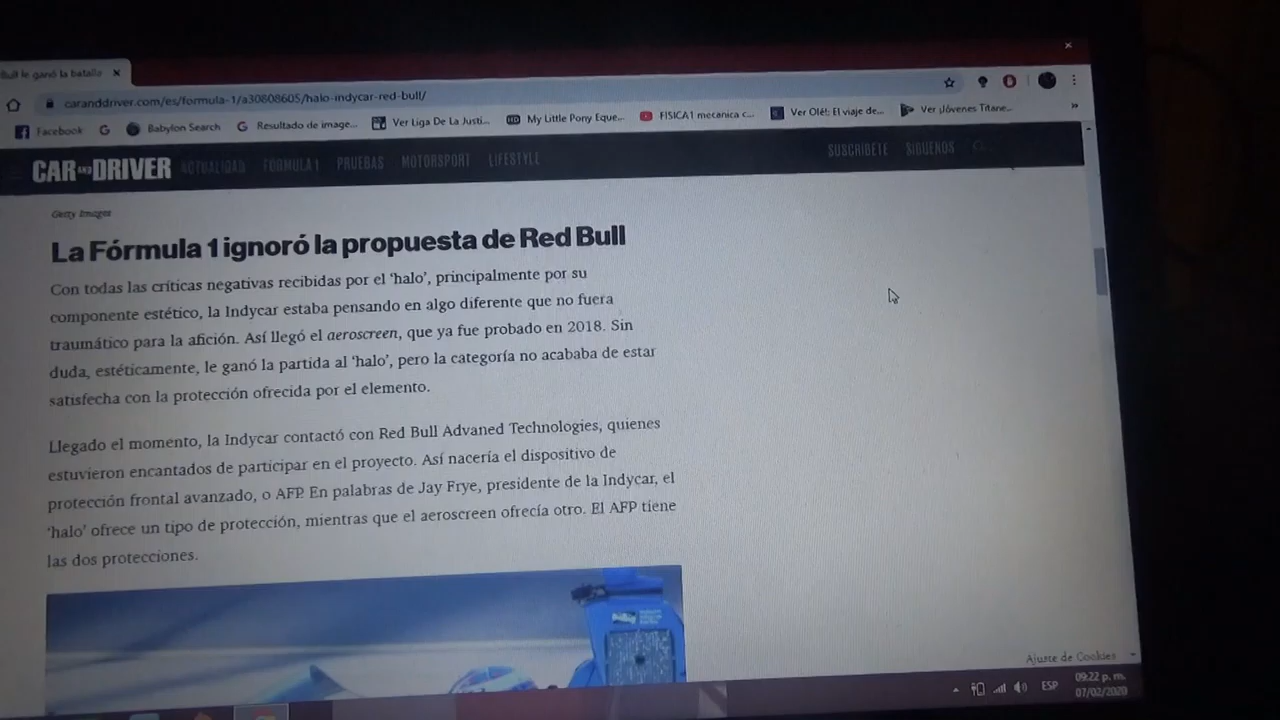 Bull le ganó la batalla
caranddriver.com/es/formula-1/a30808605/halo-indycar-red-bull/
Facebook Babylon Search Resultado de image... Ver Liga De La Justi... My Little Pony Eque... FISICA1 mecanica c... Ver Olé!: El viaje de... Ver ¡Jóvenes Titane... »
CAR AND DRIVER ACTUALIDAD FORMULA 1 PRUEBAS MOTORSPORT LIFESTYLE SUSCRÍBETE SÍGUENOS
Getty Images
La Fórmula 1 ignoró la propuesta de Red Bull
Con todas las críticas negativas recibidas por el 'halo', principalmente por su
componente estético, la Indycar estaba pensando en algo diferente que no fuera
traumático para la afición. Así llegó el aeroscreen, que ya fue probado en 2018. Sin
duda, estéticamente, le ganó la partida al 'halo', pero la categoría no acababa de estar
satisfecha con la protección ofrecida por el elemento.
Llegado el momento, la Indycar contactó con Red Bull Advaned Technologies, quienes
estuvieron encantados de participar en el proyecto. Así nacería el dispositivo de
protección frontal avanzado, o AFP. En palabras de Jay Frye, presidente de la Indycar, el
'halo' ofrece un tipo de protección, mientras que el aeroscreen ofrecía otro. El AFP tiene
las dos protecciones.
Ajuste de Cookies
ESP
09:22 p. m.
07/02/2020